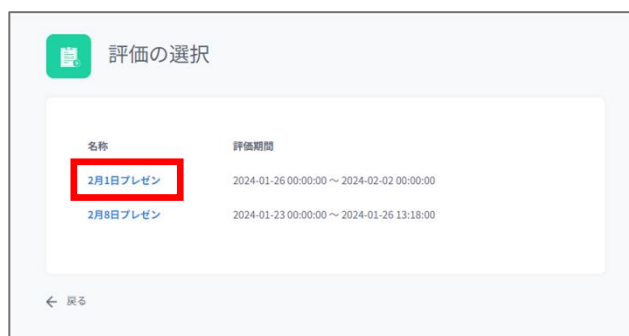 評価の選択
名称 評価期間
2月1日プレゼン 2024-01-26 00:00:00 ～ 2024-02-02 00:00:00
2月8日プレゼン 2024-01-23 00:00:00 ～ 2024-01-26 13:18:00
← 戻る